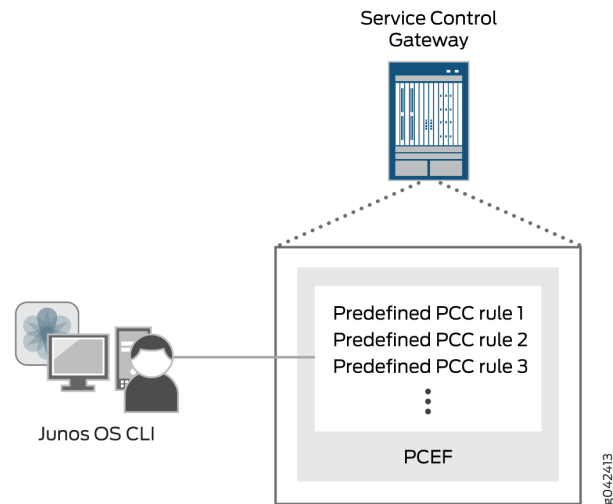 Service Control
Gateway
Predefined PCC rule 1
Predefined PCC rule 2
Predefined PCC rule 3
PCEF
Junos OS CLI
g042413